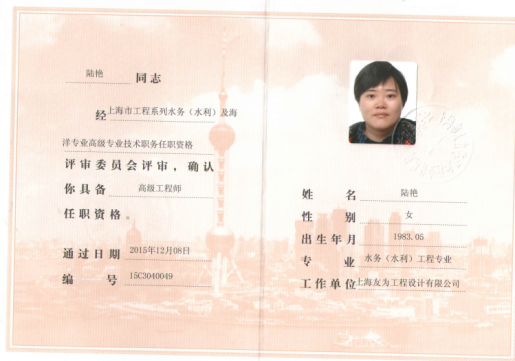 陆艳 同志
经 上海市工程系列水务（水利）及海
洋专业高级专业技术职务任职资格
评审委员会评审，确认
你具备 高级工程师
任职资格。
通过日期 2015年12月08日
编号 15C3040049
姓名 陆艳
性别 女
出生年月 1983.05
专业 水务（水利）工程专业
工作单位 上海友为工程设计有限公司